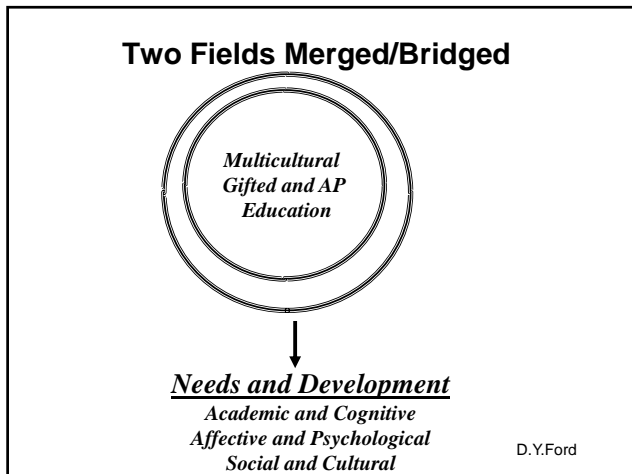 Two Fields Merged/Bridged
Multicultural
Gifted and AP
Education
Needs and Development
Academic and Cognitive
Affective and Psychological
Social and Cultural
D.Y.Ford